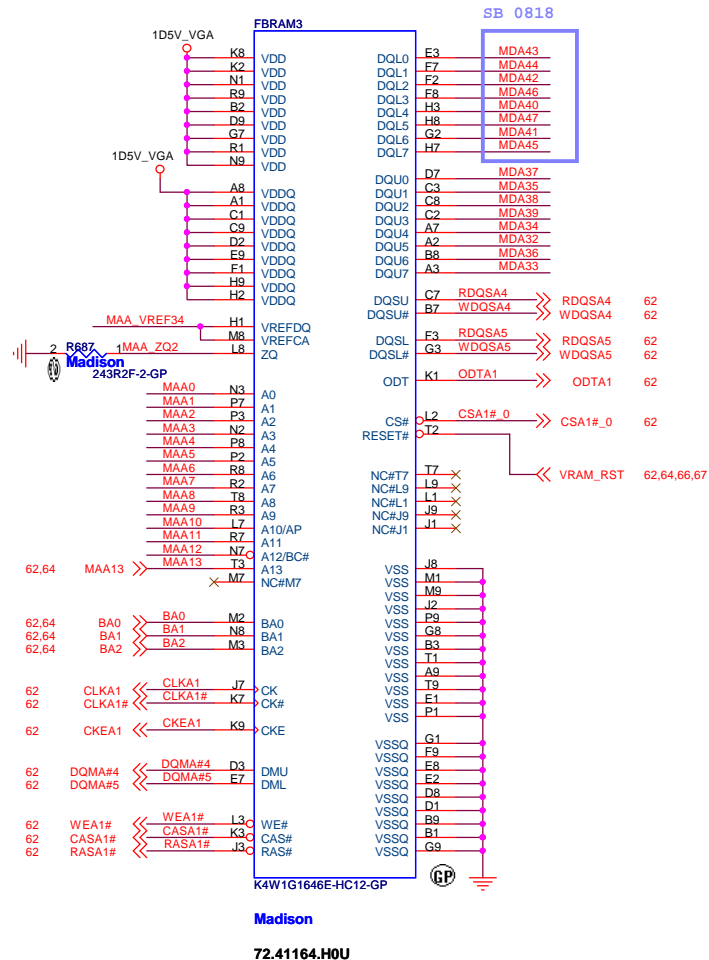 SB 0818
FBRAM3
1D5V_VGA
K8 VDD DQL0 E3 MDA43
K2 VDD DQL1 F7 MDA44
N1 VDD DQL2 F2 MDA42
R9 VDD DQL3 F8 MDA46
B2 VDD DQL4 H3 MDA40
D9 VDD DQL5 H8 MDA47
G7 VDD DQL6 G2 MDA41
R1 VDD DQL7 H7 MDA45
N9 VDD
1D5V_VGA
A8 VDDQ DQU0 D7 MDA37
A1 VDDQ DQU1 C3 MDA35
C1 VDDQ DQU2 C8 MDA38
C9 VDDQ DQU3 C2 MDA39
D2 VDDQ DQU4 A7 MDA34
E9 VDDQ DQU5 A2 MDA32
F1 VDDQ DQU6 B8 MDA36
H9 VDDQ DQU7 A3 MDA33
H2 VDDQ
DQSU C7 RDQSA4 RDQSA4 62
DQSU# B7 WDQSA4 WDQSA4 62
MAA_VREF34 H1 VREFDQ
M8 VREFCA
DQSL F3 RDQSA5 RDQSA5 62
DQSL# G3 WDQSA5 WDQSA5 62
2 R687 1 MAA_ZQ2 L8 ZQ
Madison
243R2F-2-GP
ODT K1 ODTA1 ODTA1 62
MAA0 N3 A0
MAA1 P7 A1
MAA2 P3 A2
MAA3 N2 A3
MAA4 P8 A4
MAA5 P2 A5
MAA6 R8 A6
MAA7 R2 A7
MAA8 T8 A8
MAA9 R3 A9
MAA10 L7 A10/AP
MAA11 R7 A11
MAA12 N7 A12/BC#
62,64 MAA13 MAA13 T3 A13
M7 NC#M7
CS# L2 CSA1#_0 CSA1#_0 62
RESET# T2 VRAM_RST 62,64,66,67
NC#T7 T7
NC#L9 L9
NC#L1 L1
NC#J9 J9
NC#J1 J1
VSS J8
VSS M1
VSS M9
VSS J2
VSS P9
VSS G8
VSS B3
VSS T1
VSS A9
VSS T9
VSS E1
VSS P1
62,64 BA0 BA0 M2 BA0
62,64 BA1 BA1 N8 BA1
62,64 BA2 BA2 M3 BA2
62 CLKA1 CLKA1 J7 CK
62 CLKA1# CLKA1# K7 CK#
62 CKEA1 CKEA1 K9 CKE
VSSQ G1
VSSQ F9
VSSQ E8
VSSQ E2
VSSQ D8
VSSQ D1
VSSQ B9
VSSQ B1
VSSQ G9
62 DQMA#4 DQMA#4 D3 DMU
62 DQMA#5 DQMA#5 E7 DML
62 WEA1# WEA1# L3 WE#
62 CASA1# CASA1# K3 CAS#
62 RASA1# RASA1# J3 RAS#
GP
K4W1G1646E-HC12-GP
Madison
72.41164.H0U